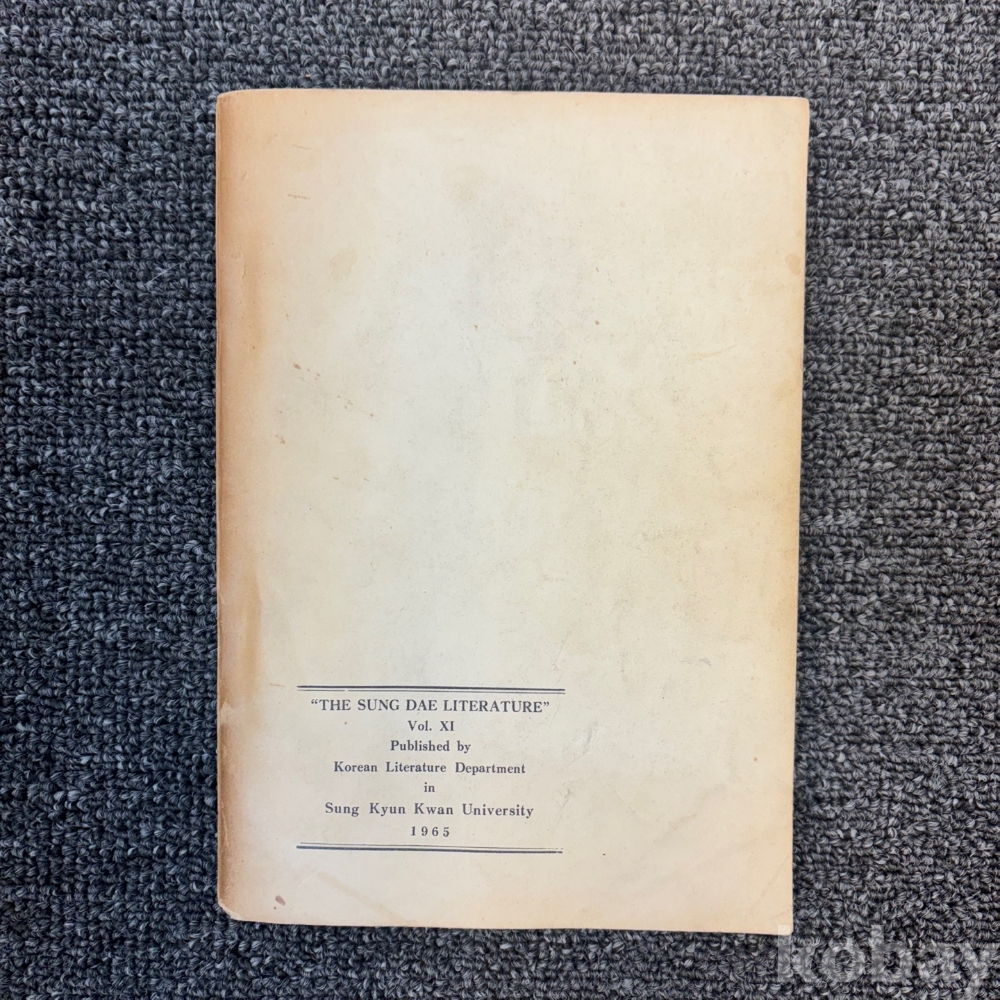 “THE SUNG DAE LITERATURE”
Vol. XI
Published by
Korean Literature Department
in
Sung Kyun Kwan University
1965
kobay